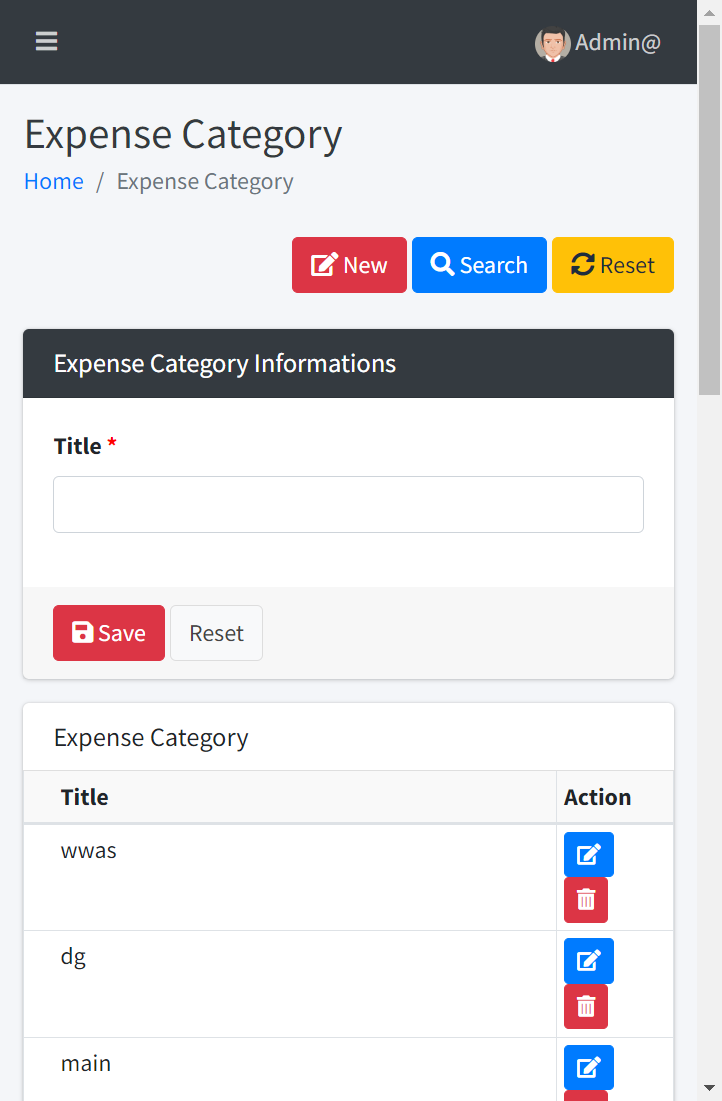 Admin@
Expense Category
Home / Expense Category
New Search Reset
Expense Category Informations
Title *
Save Reset
Expense Category
Title Action
wwas
dg
main